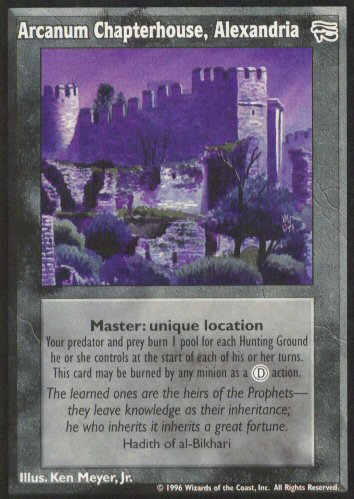 Arcanum Chapterhouse, Alexandria
Master: unique location
Your predator and prey burn 1 pool for each Hunting Ground
he or she controls at the start of each of his or her turns.
This card may be burned by any minion as a Ⓓ action.
The learned ones are the heirs of the Prophets—
they leave knowledge as their inheritance;
he who inherits it inherits a great fortune.
Hadith of al-Bikhari
Illus. Ken Meyer, Jr.
© 1996 Wizards of the Coast, Inc. All Rights Reserved.